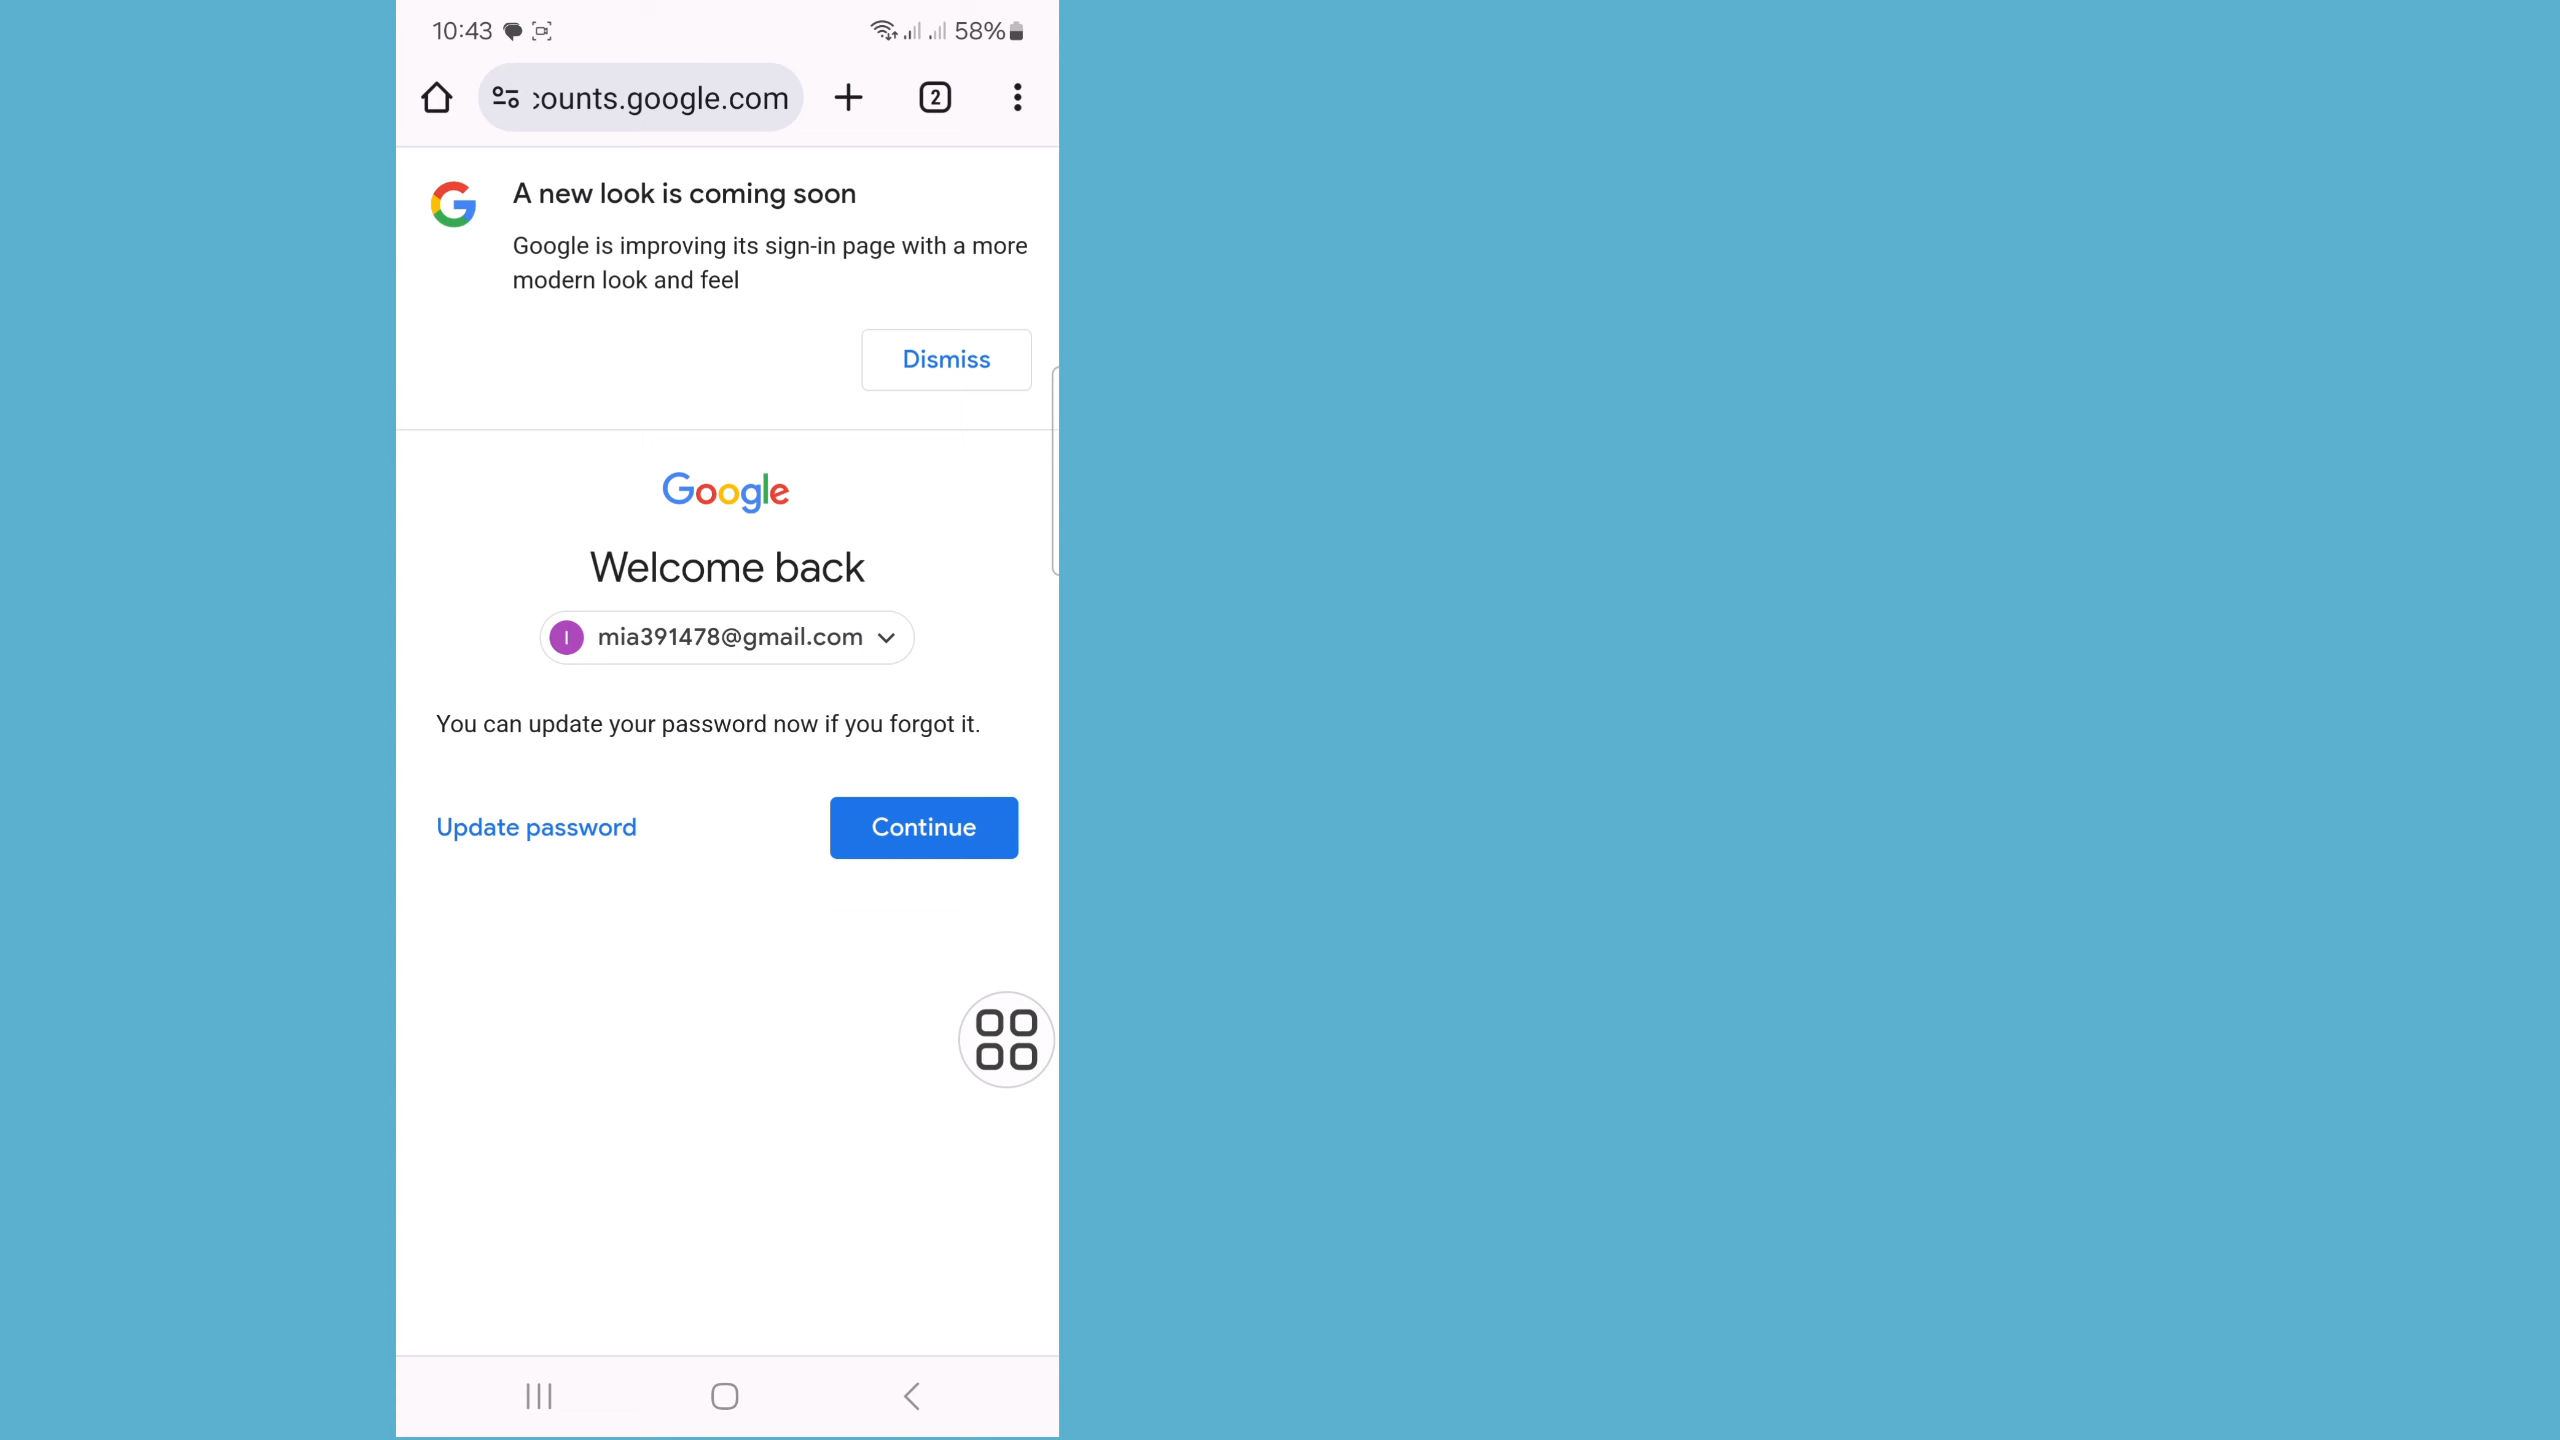 10:43
58%
counts.google.com
2
A new look is coming soon
Google is improving its sign-in page with a more
modern look and feel
Dismiss
Google
Welcome back
I mia391478@gmail.com
You can update your password now if you forgot it.
Update password
Continue